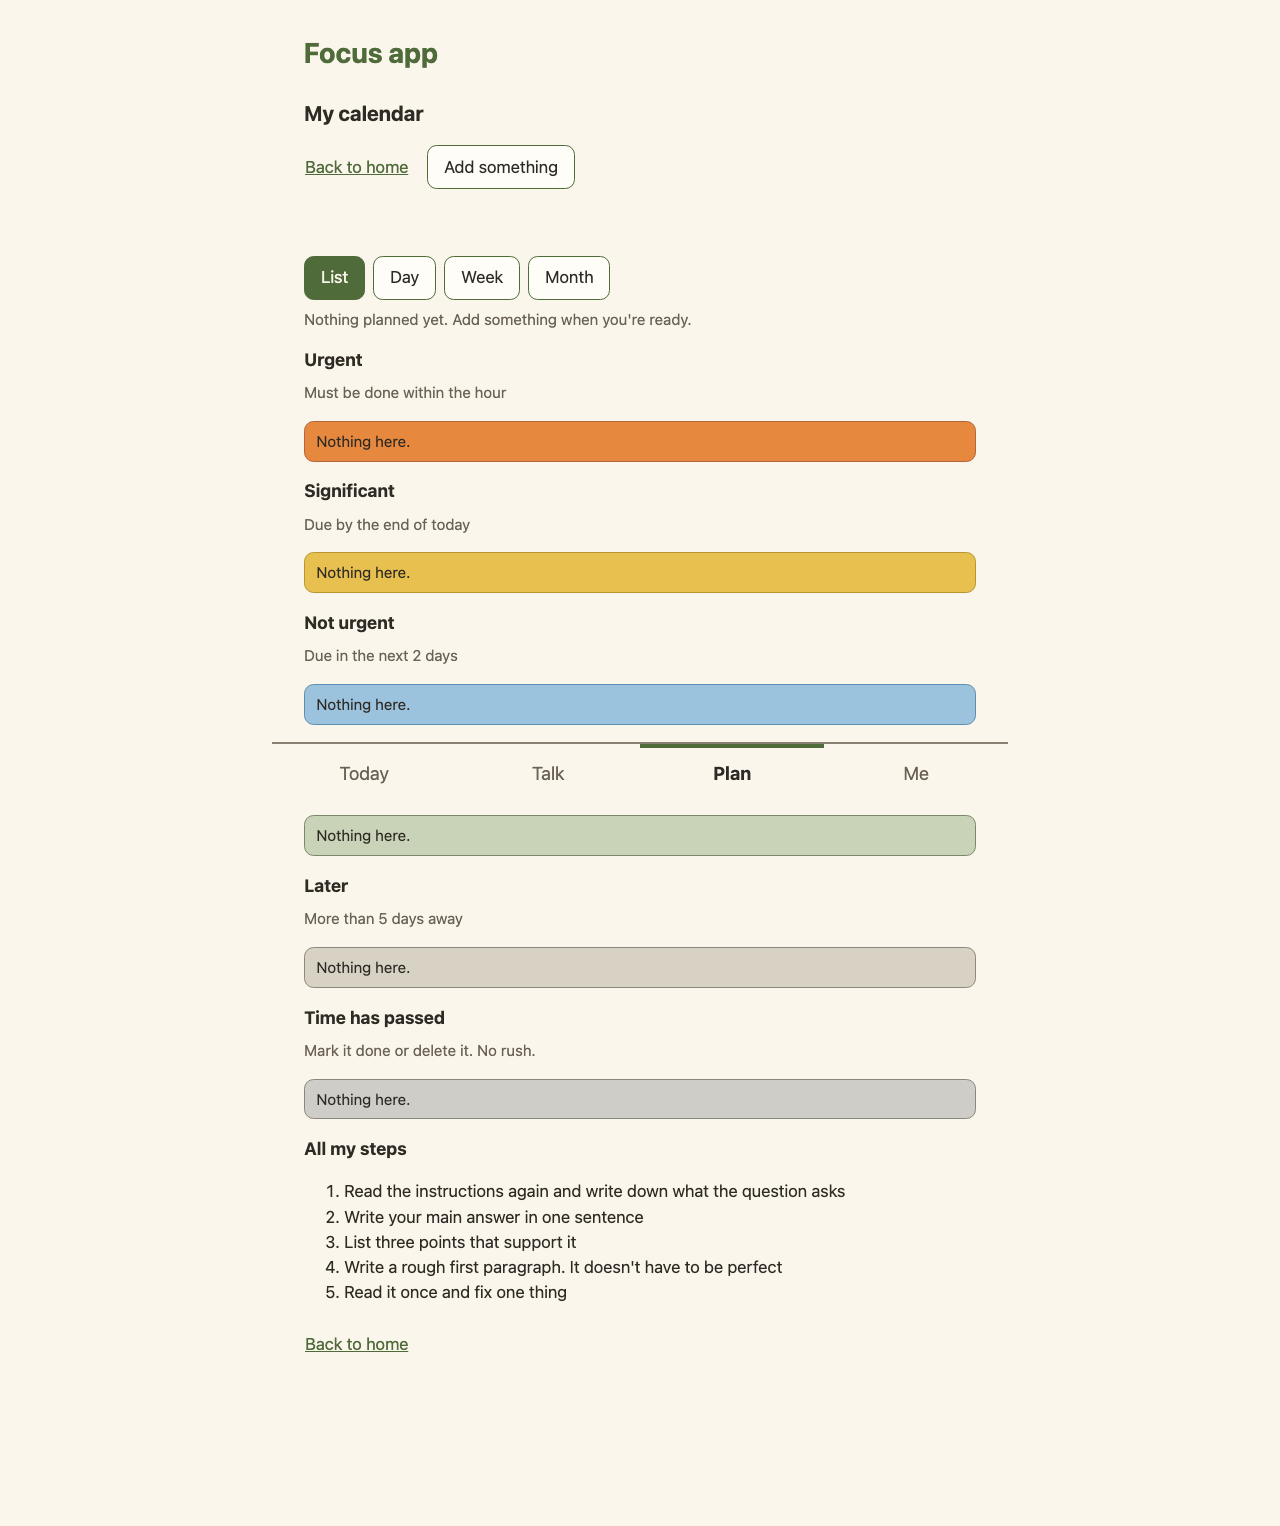 Focus app
My calendar
Back to home
Add something
List
Day
Week
Month
Nothing planned yet. Add something when you're ready.
Urgent
Must be done within the hour
Nothing here.
Significant
Due by the end of today
Nothing here.
Not urgent
Due in the next 2 days
Nothing here.
Today
Talk
Plan
Me
Nothing here.
Later
More than 5 days away
Nothing here.
Time has passed
Mark it done or delete it. No rush.
Nothing here.
All my steps
1. Read the instructions again and write down what the question asks
2. Write your main answer in one sentence
3. List three points that support it
4. Write a rough first paragraph. It doesn't have to be perfect
5. Read it once and fix one thing
Back to home